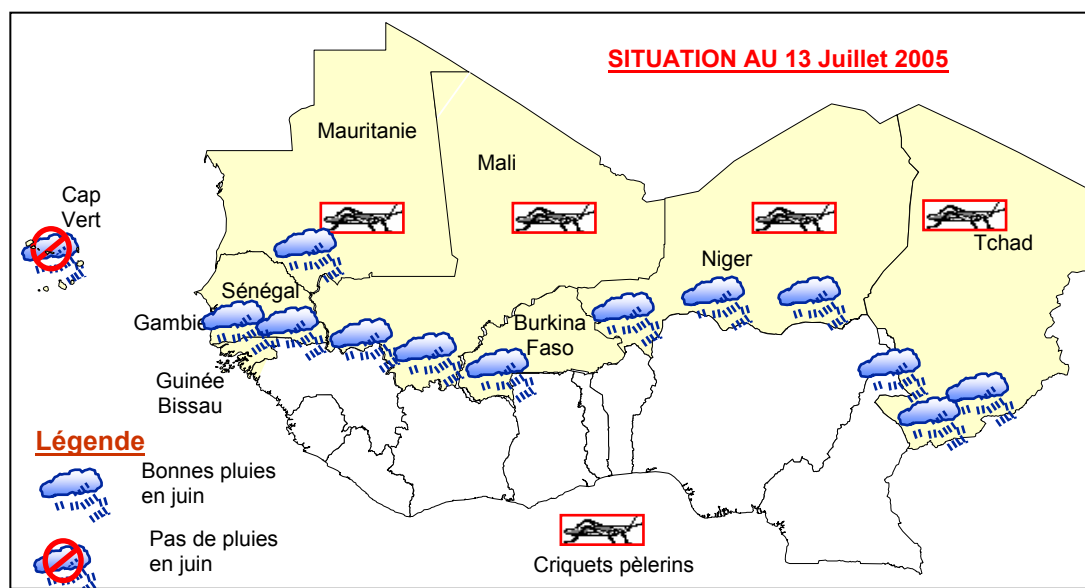 SITUATION AU 13 Juillet 2005
Mauritanie
Mali
Cap
Vert
Tchad
Niger
Sénégal
Gambie
Burkina
Faso
Guinée
Bissau
Légende
Bonnes pluies
en juin
Pas de pluies
en juin
Criquets pèlerins